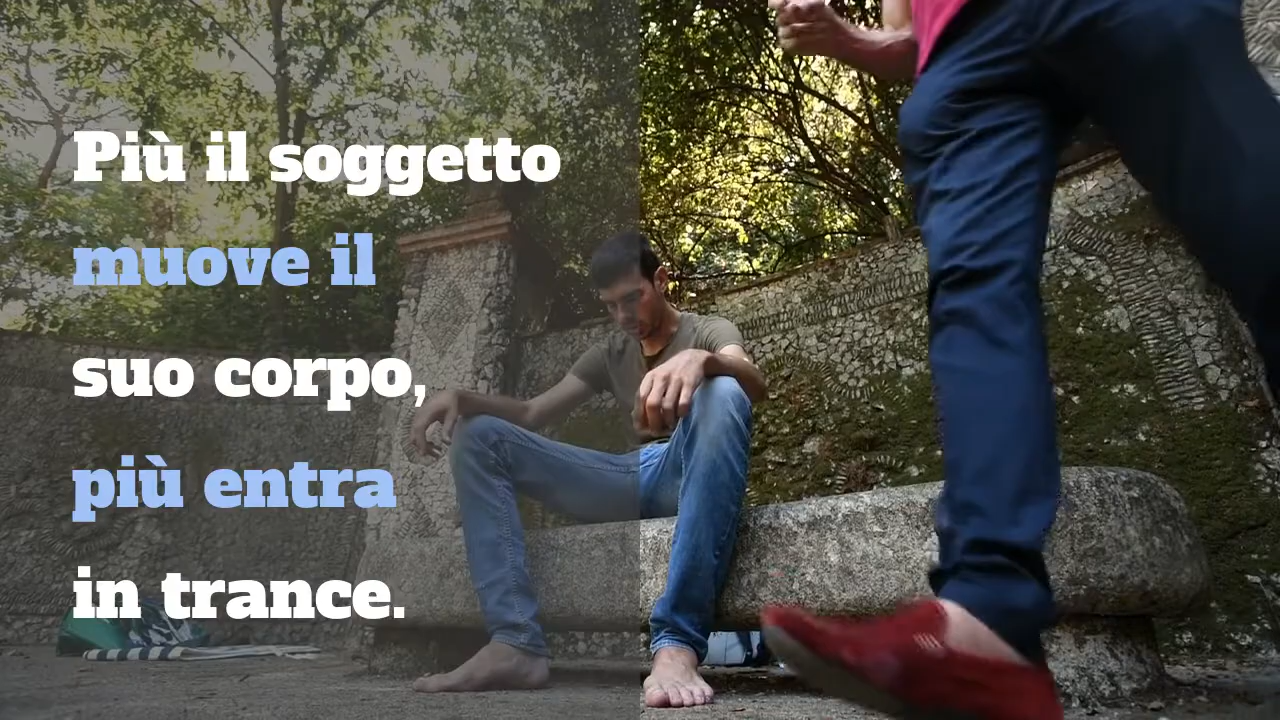 Più il soggetto
muove il
suo corpo,
più entra
in trance.